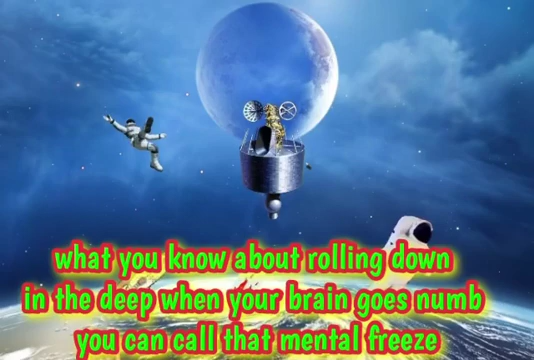 what you know about rolling down
in the deep when your brain goes numb
you can call that mental freeze